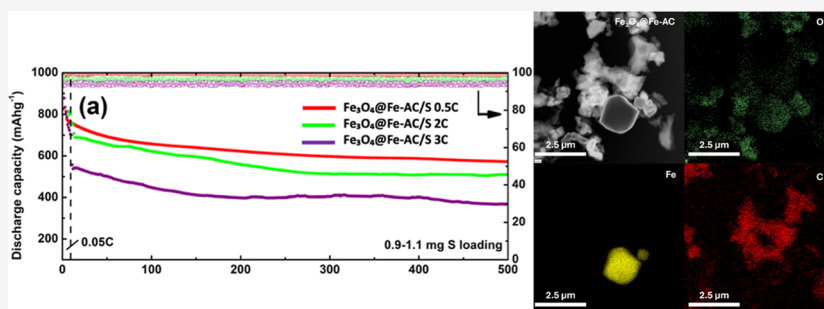 Discharge capacity (mAhg⁻¹)
1000
800
600
400
200
(a)
Fe₃O₄@Fe-AC/S 0.5C
Fe₃O₄@Fe-AC/S 2C
Fe₃O₄@Fe-AC/S 3C
0.05C
0.9-1.1 mg S loading
100
80
60
40
20
0
0
100
200
300
400
500
Fe₃O₄@Fe-AC
2.5 µm
O
2.5 µm
Fe
2.5 µm
C
2.5 µm